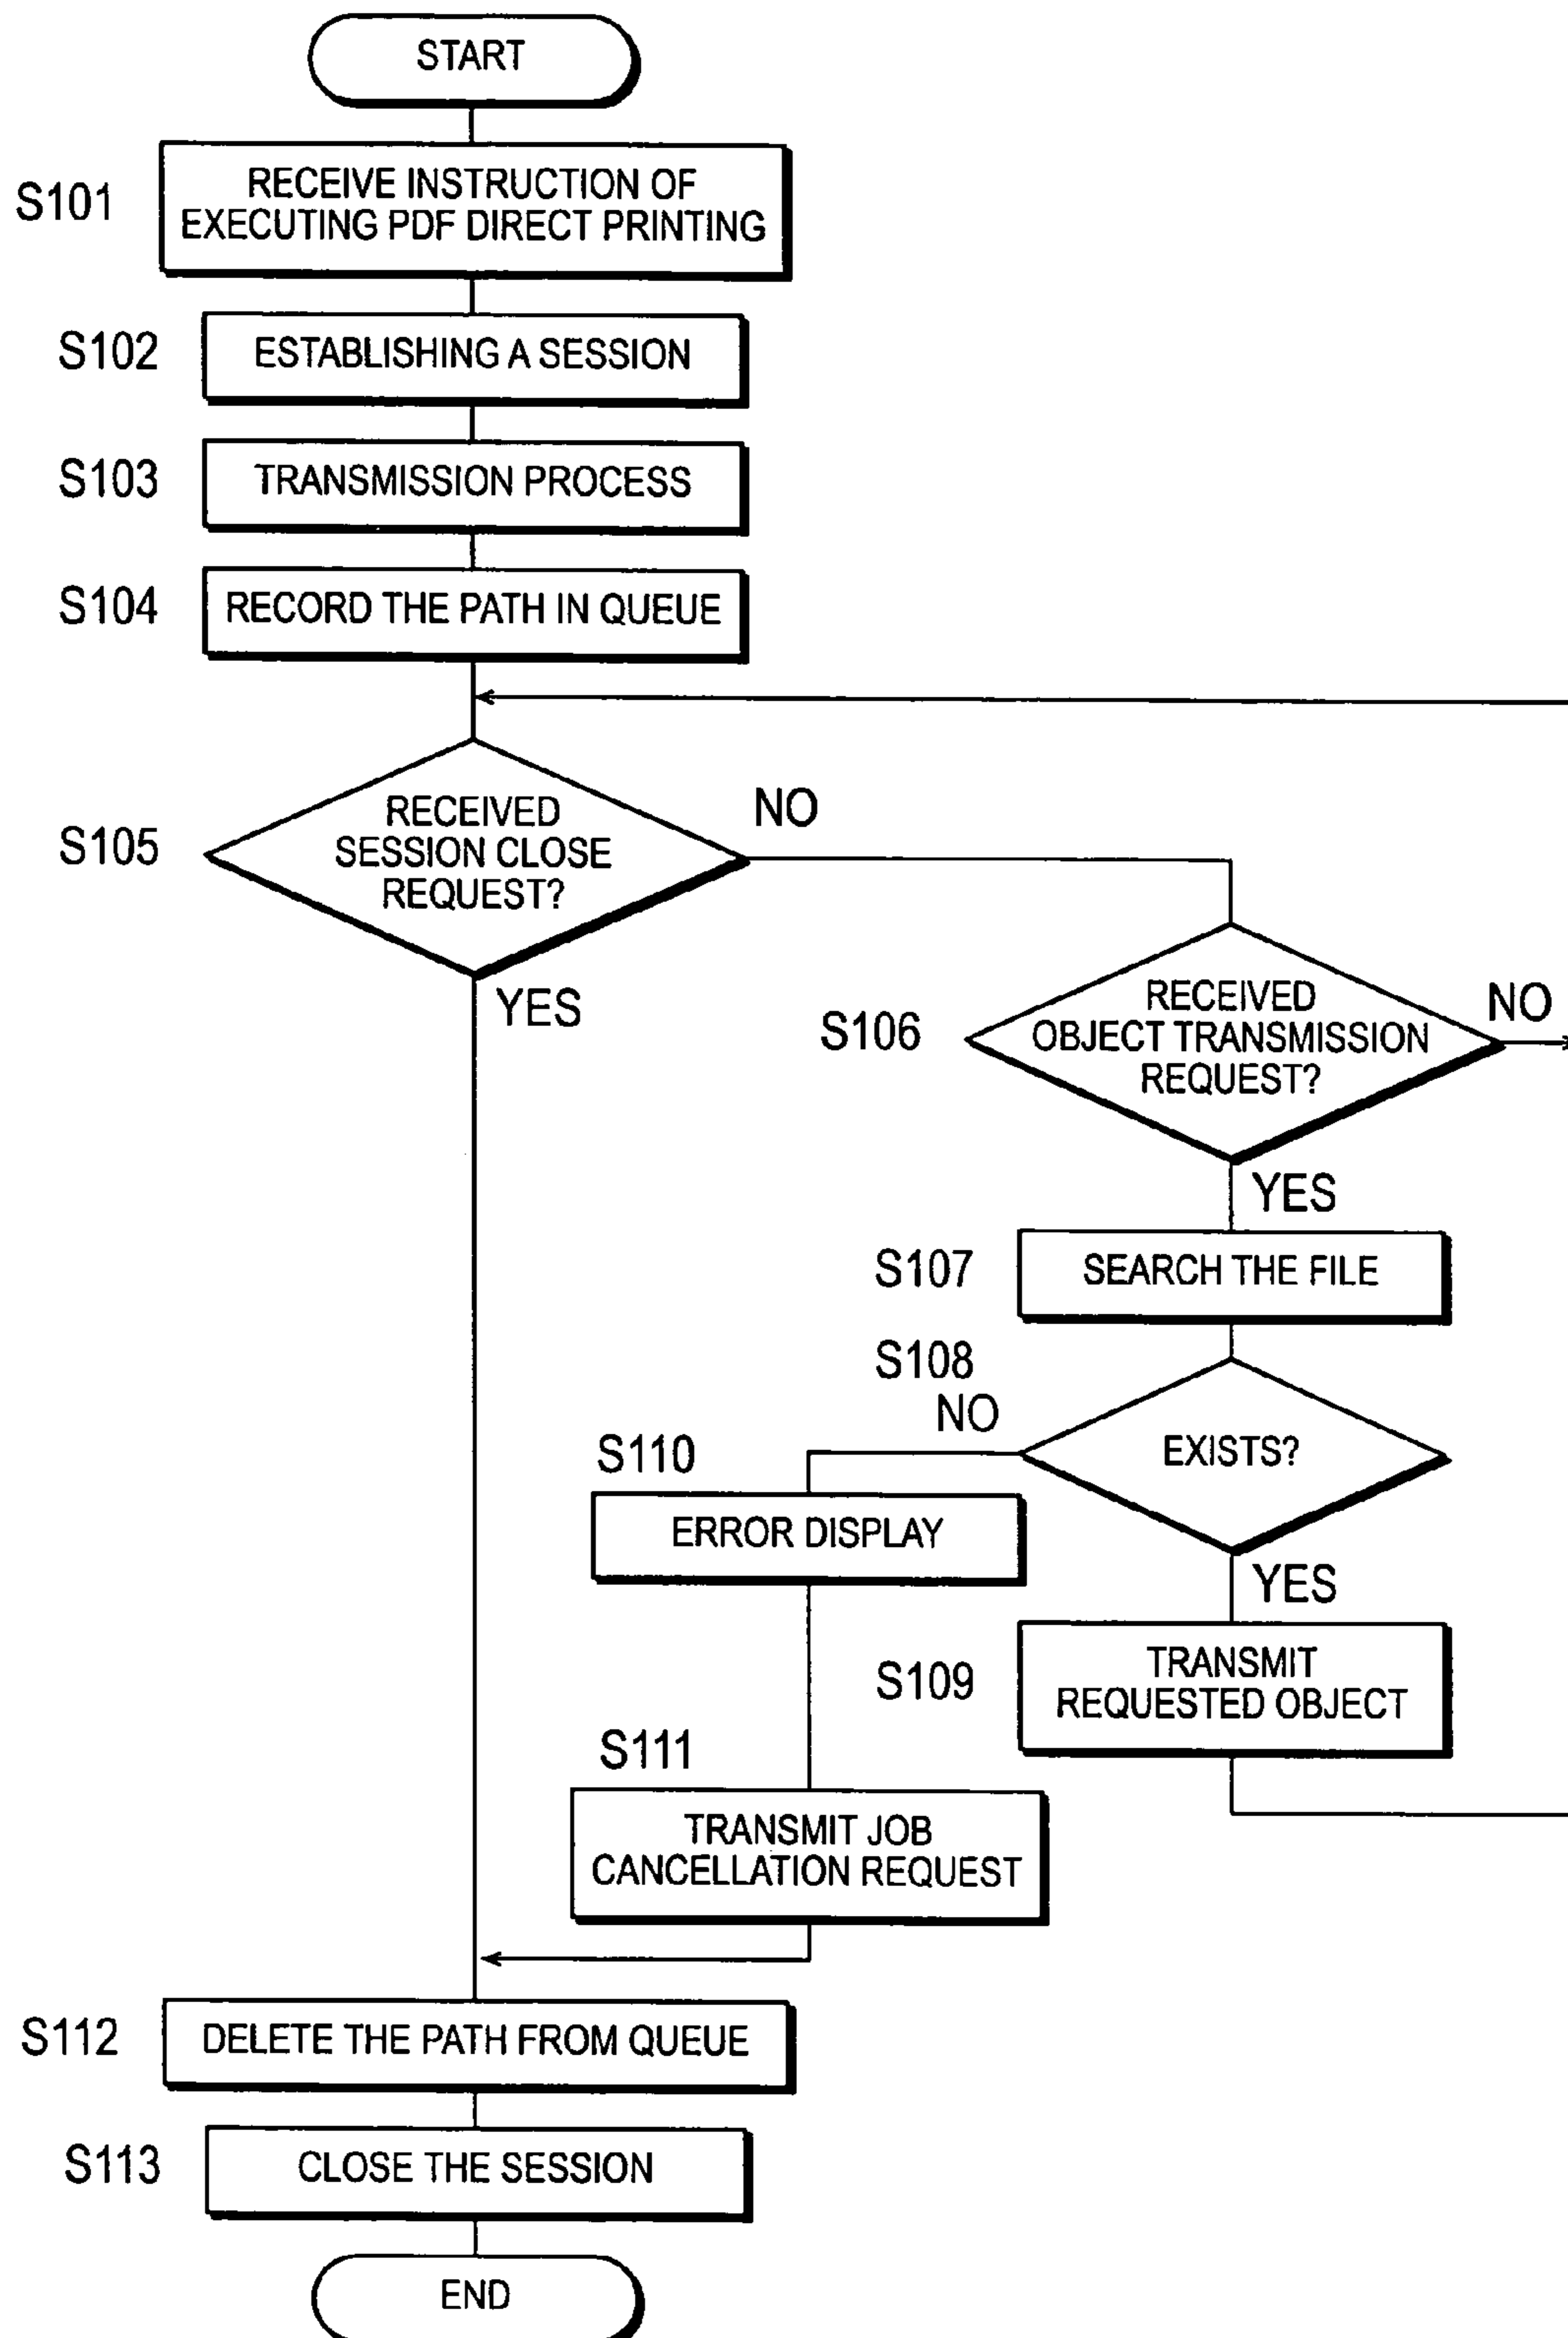 START
S101
RECEIVE INSTRUCTION OF
EXECUTING PDF DIRECT PRINTING
S102
ESTABLISHING A SESSION
S103
TRANSMISSION PROCESS
S104
RECORD THE PATH IN QUEUE
S105
RECEIVED
SESSION CLOSE
REQUEST?
NO
YES
S106
RECEIVED
OBJECT TRANSMISSION
REQUEST?
NO
YES
S107
SEARCH THE FILE
S108
NO
EXISTS?
YES
S110
ERROR DISPLAY
S109
TRANSMIT
REQUESTED OBJECT
S111
TRANSMIT JOB
CANCELLATION REQUEST
S112
DELETE THE PATH FROM QUEUE
S113
CLOSE THE SESSION
END